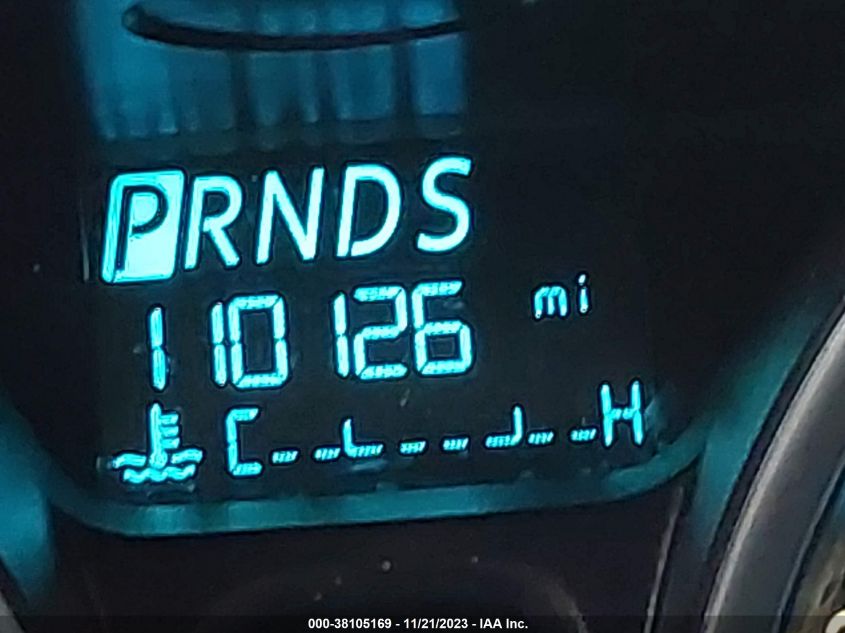 PRNDS
110126 mi
C H
000-38105169 - 11/21/2023 - IAA Inc.